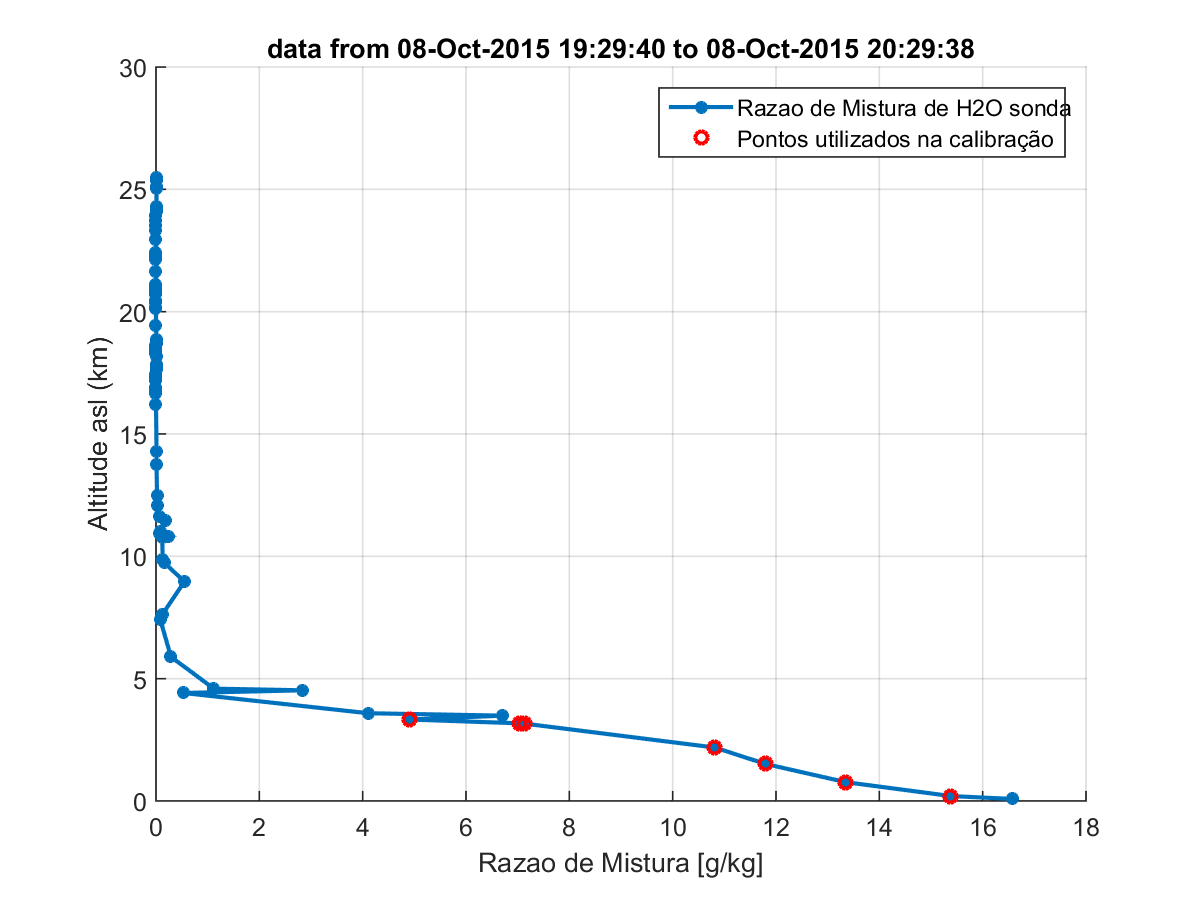 data from 08-Oct-2015 19:29:40 to 08-Oct-2015 20:29:38
30
25
20
15
10
5
0
Altitude asl (km)
Razao de Mistura de H2O sonda
Pontos utilizados na calibração
0 2 4 6 8 10 12 14 16 18
Razao de Mistura [g/kg]